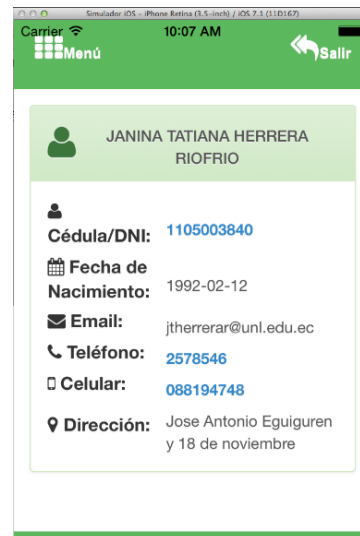 Simulador iOS - iPhone Retina (3.5-inch) / iOS 7.1 (11D167)
Carrier 10:07 AM
Menú Salir
JANINA TATIANA HERRERA
RIOFRIO
Cédula/DNI: 1105003840
Fecha de
Nacimiento: 1992-02-12
Email: jtherrerar@unl.edu.ec
Teléfono: 2578546
Celular: 088194748
Dirección: Jose Antonio Eguiguren
y 18 de noviembre